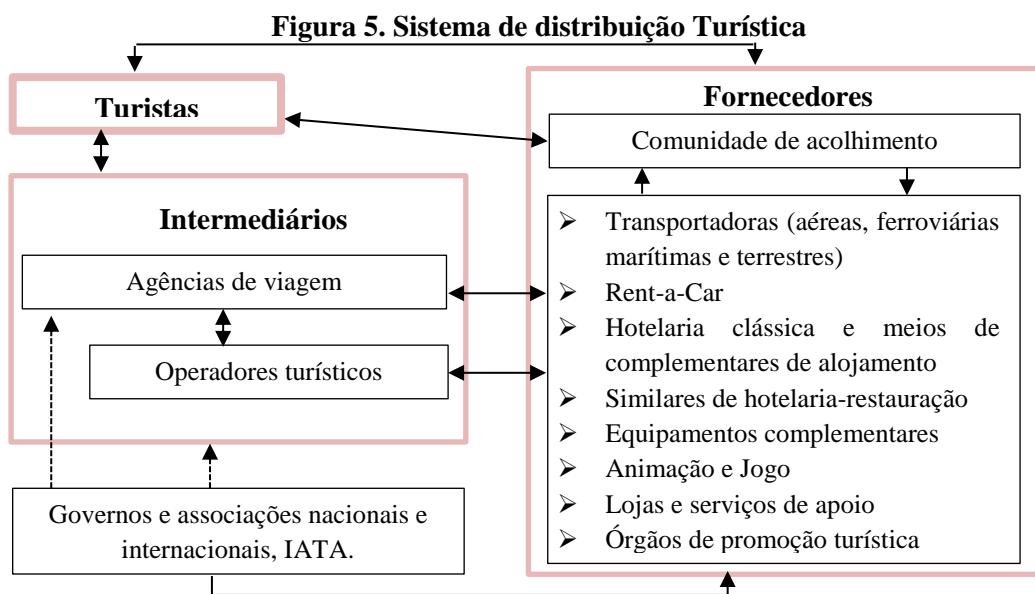 Figura 5. Sistema de distribuição Turística
Turistas
Intermediários
Agências de viagem
Operadores turísticos
Governos e associações nacionais e
internacionais, IATA.
Fornecedores
Comunidade de acolhimento
Transportadoras (aéreas, ferroviárias
marítimas e terrestres)
Rent-a-Car
Hotelaria clássica e meios de
complementares de alojamento
Similares de hotelaria-restauração
Equipamentos complementares
Animação e Jogo
Lojas e serviços de apoio
Órgãos de promoção turística